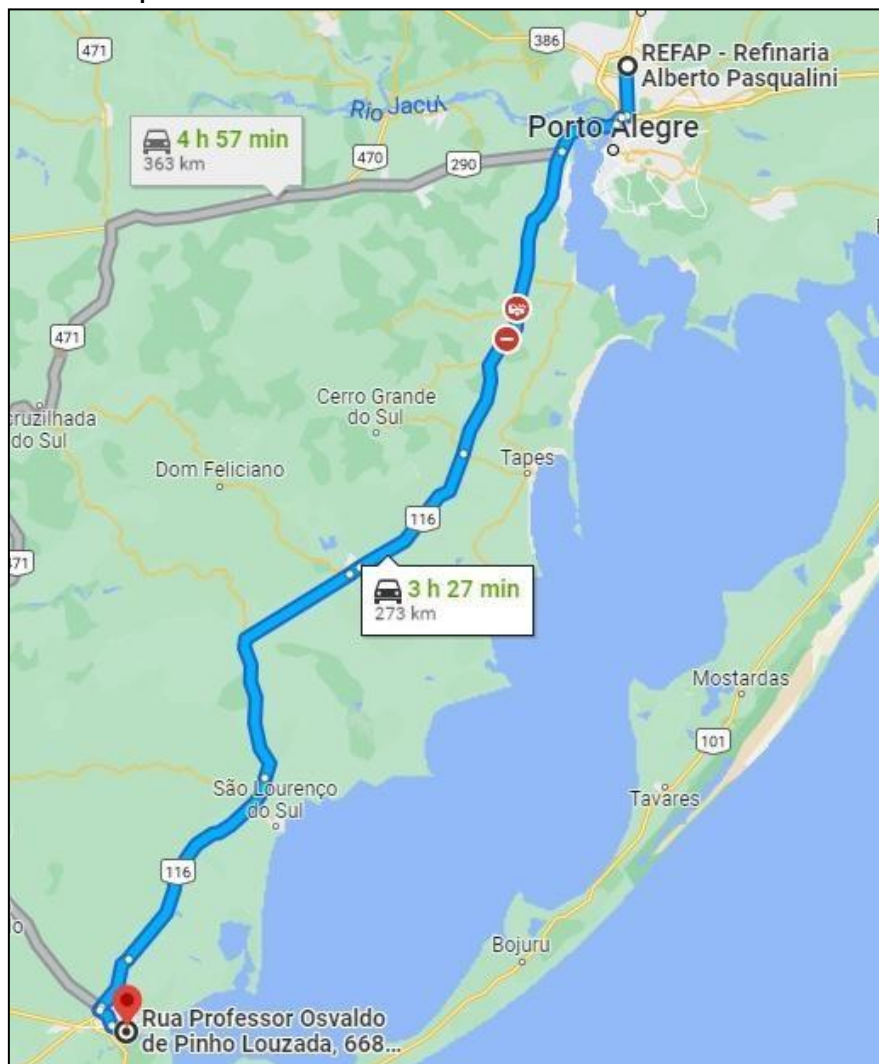 471
386
REFAP - Refinaria
Alberto Pasqualini
Rio Jacuí
Porto Alegre
4 h 57 min
363 km
470
290
471
cruzilhada
do Sul
Cerro Grande
do Sul
Dom Feliciano
Tapes
116
71
3 h 27 min
273 km
Mostardas
101
São Lourenço
do Sul
Tavares
116
o
Bojuru
Rua Professor Osvaldo
de Pinho Louzada, 668...